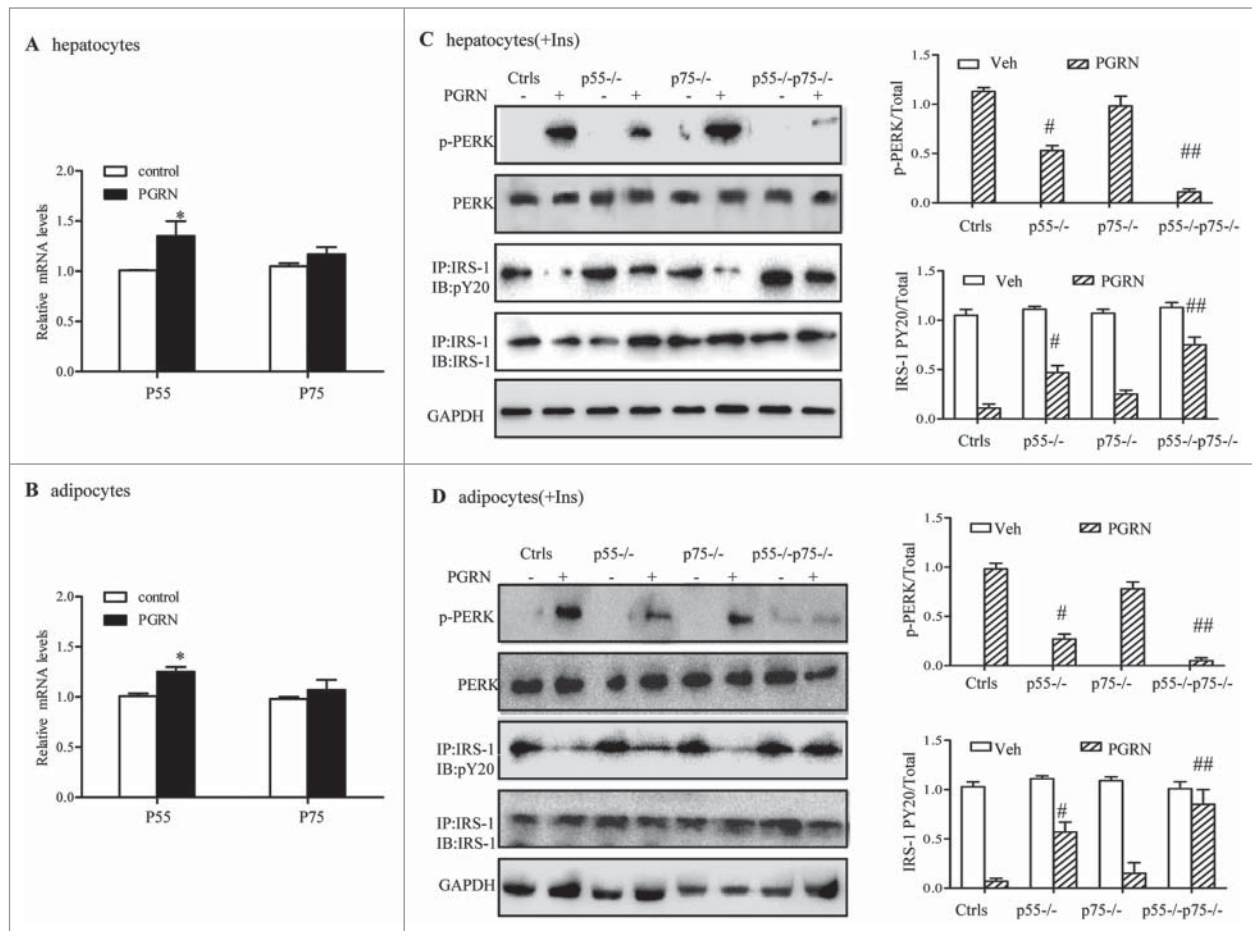 A hepatocytes
2.0
1.5
1.0
0.5
0.0
Relative mRNA levels
control
PGRN
*
P55 P75
B adipocytes
2.0
1.5
1.0
0.5
0.0
Relative mRNA levels
control
PGRN
*
P55 P75
C hepatocytes(+Ins)
Ctrls p55-/- p75-/- p55-/-p75-/-
PGRN - + - + - + - +
p-PERK
PERK
IP:IRS-1
IB:pY20
IP:IRS-1
IB:IRS-1
GAPDH
1.5
1.0
0.5
0.0
p-PERK/Total
Veh PGRN
# ##
Ctrls p55-/- p75-/- p55-/-p75-/-
1.5
1.0
0.5
0.0
IRS-1 PY20/Total
Veh PGRN
# ##
Ctrls p55-/- p75-/- p55-/-p75-/-
D adipocytes(+Ins)
Ctrls p55-/- p75-/- p55-/-p75-/-
PGRN - + - + - + - +
p-PERK
PERK
IP:IRS-1
IB:pY20
IP:IRS-1
IB:IRS-1
GAPDH
1.5
1.0
0.5
0.0
p-PERK/Total
Veh PGRN
# ##
Ctrls p55-/- p75-/- p55-/-p75-/-
1.5
1.0
0.5
0.0
IRS-1 PY20/Total
Veh PGRN
# ##
Ctrls p55-/- p75-/- p55-/-p75-/-